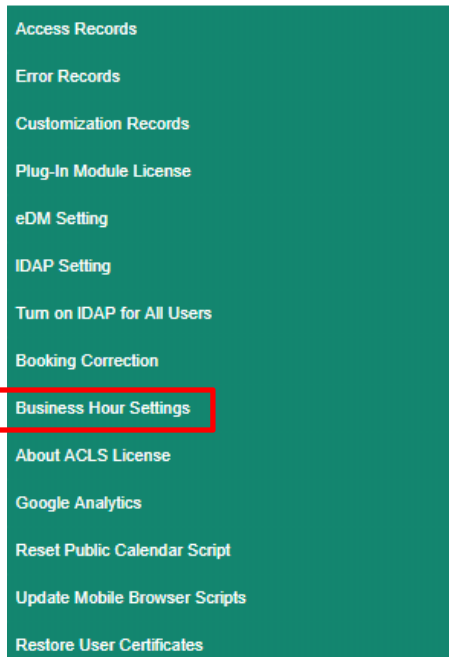 Access Records
Error Records
Customization Records
Plug-In Module License
eDM Setting
IDAP Setting
Turn on IDAP for All Users
Booking Correction
Business Hour Settings
About ACLS License
Google Analytics
Reset Public Calendar Script
Update Mobile Browser Scripts
Restore User Certificates